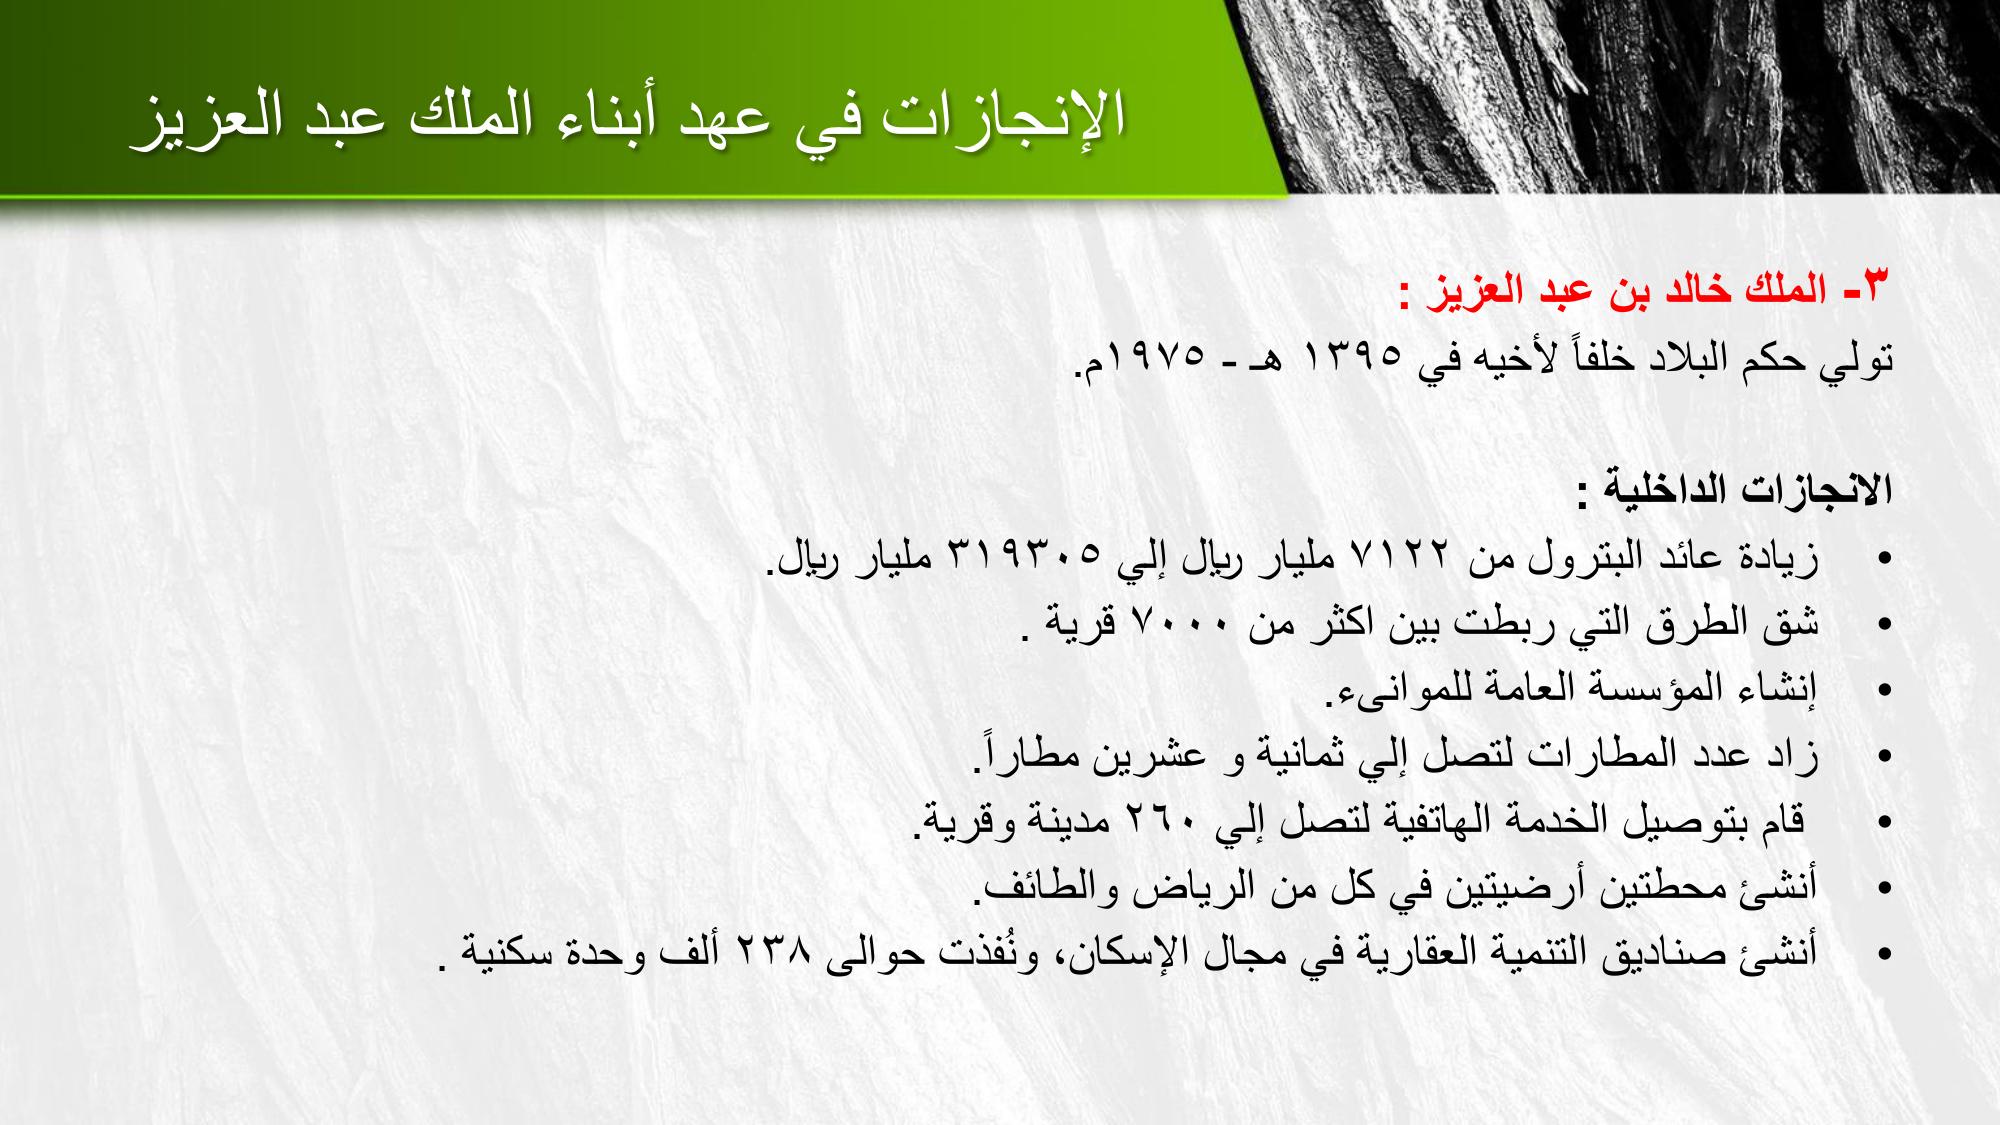 الإنجازات في عهد أبناء الملك عبد العزيز
٣- الملك خالد بن عبد العزيز :
تولي حكم البلاد خلفاً لأخيه في ١٣٩٥ هـ - ١٩٧٥م.
الانجازات الداخلية :
• زيادة عائد البترول من ٧١٢٢ مليار ريال إلي ٣١٩٣٠٥ مليار ريال.
• شق الطرق التي ربطت بين اكثر من ٧٠٠٠ قرية .
• إنشاء المؤسسة العامة للموانىء.
• زاد عدد المطارات لتصل إلي ثمانية و عشرين مطاراً.
• قام بتوصيل الخدمة الهاتفية لتصل إلي ٢٦٠ مدينة وقرية.
• أنشئ محطتين أرضيتين في كل من الرياض والطائف.
• أنشئ صناديق التنمية العقارية في مجال الإسكان، ونُفذت حوالى ٢٣٨ ألف وحدة سكنية .